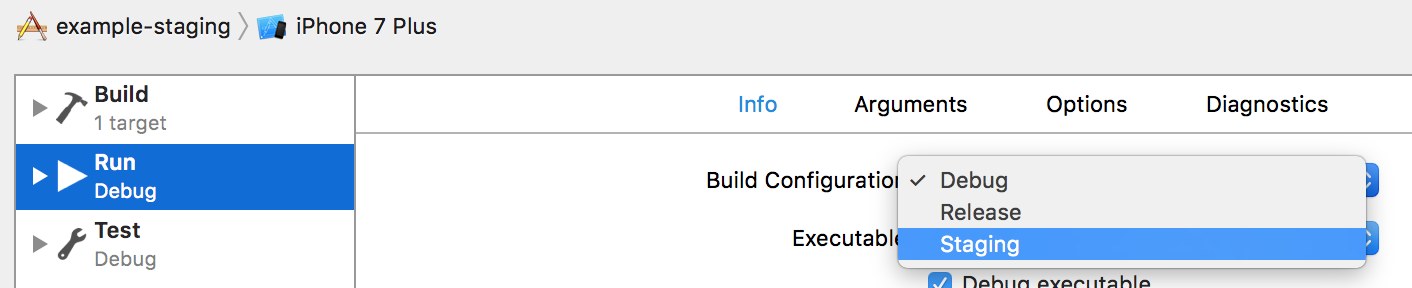 example-staging iPhone 7 Plus
Build
1 target
Run
Debug
Test
Debug
Info Arguments Options Diagnostics
Build Configuration
Debug
Release
Staging
Executable
Debug executable